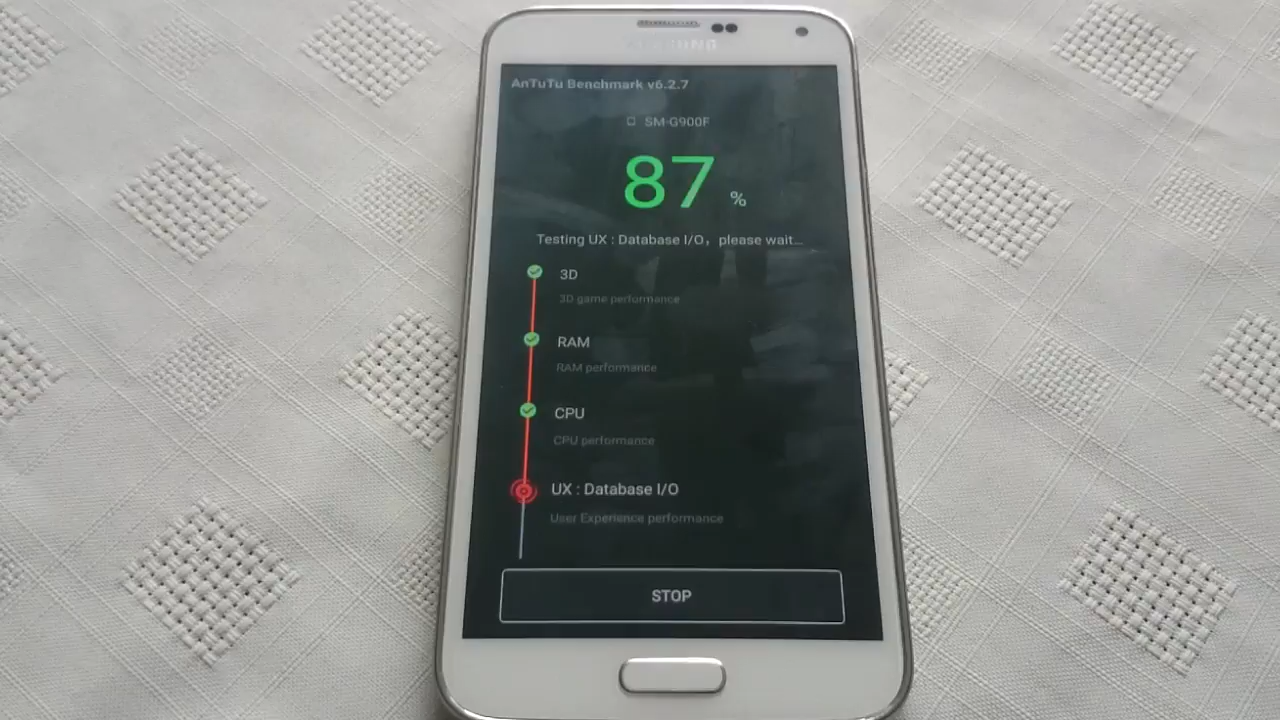 SAMSUNG
AnTuTu Benchmark v6.2.7
SM-G900F
87 %
Testing UX : Database I/O，please wait...
3D
3D game performance
RAM
RAM performance
CPU
CPU performance
UX : Database I/O
User Experience performance
STOP